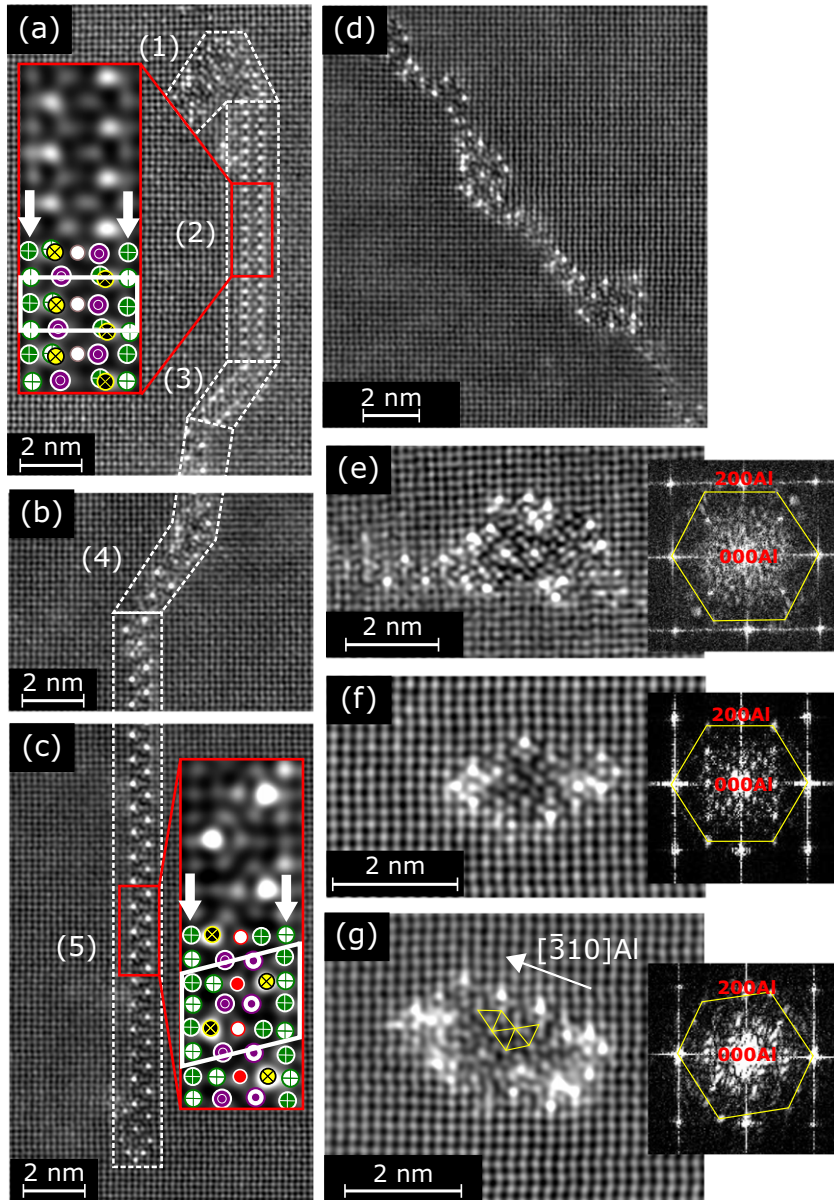 (a)
(1)
(2)
(3)
2 nm
(b)
(4)
2 nm
(c)
(5)
2 nm
(d)
2 nm
(e)
2 nm
200Al
000Al
(f)
2 nm
200Al
000Al
(g)
[3̅10]Al
2 nm
200Al
000Al